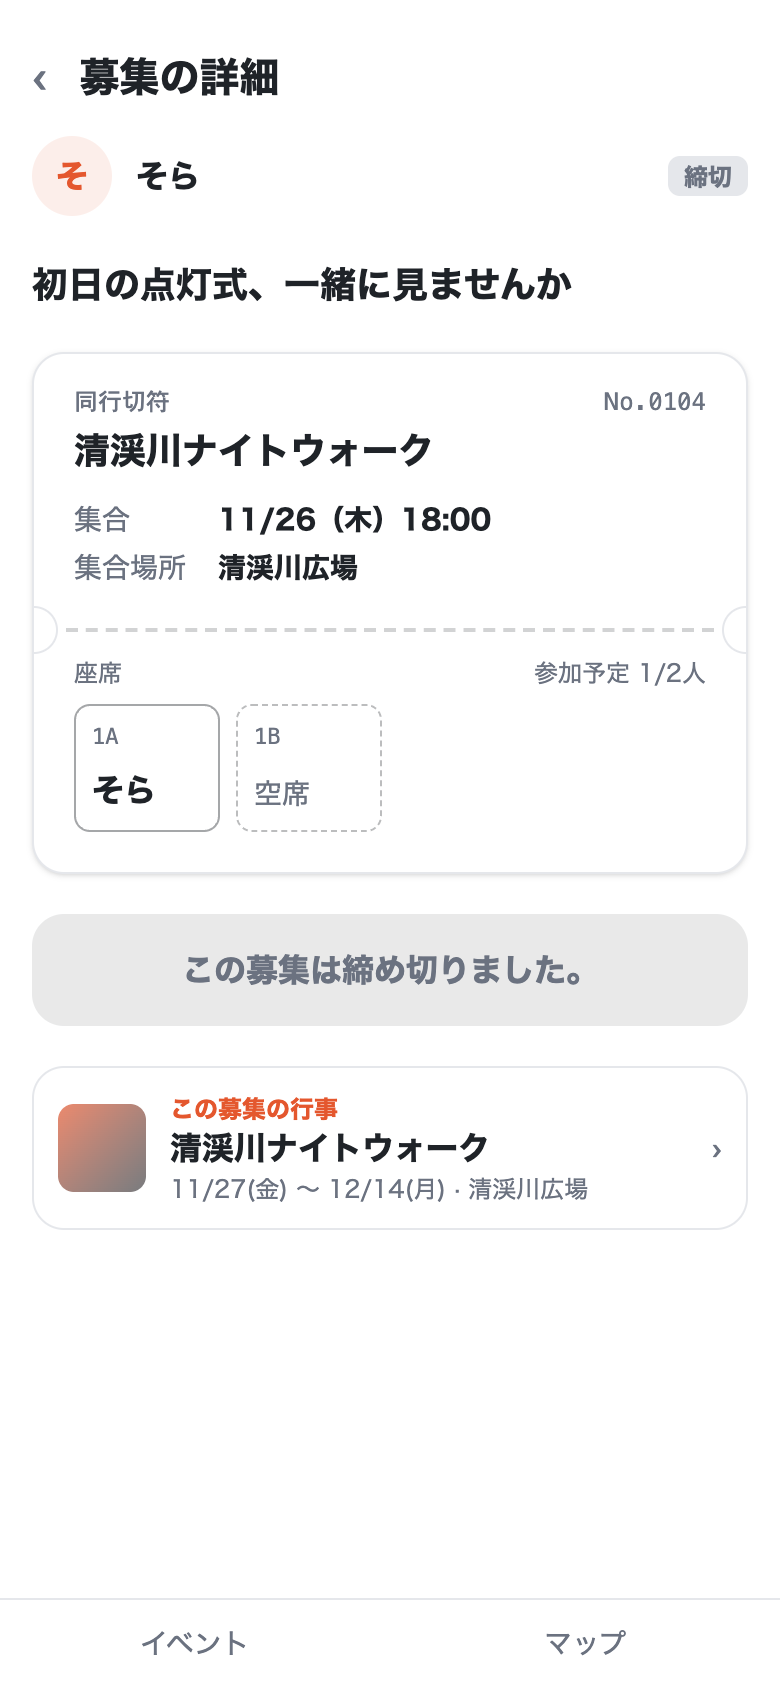 ‹ 募集の詳細
そ そら 締切
初日の点灯式、一緒に見ませんか
同行切符 No.0104
清渓川ナイトウォーク
集合 11/26（木）18:00
集合場所 清渓川広場
座席 参加予定 1/2人
1A 1B
そら 空席
この募集は締め切りました。
この募集の行事
清渓川ナイトウォーク ›
11/27(金) 〜 12/14(月) · 清渓川広場
イベント マップ